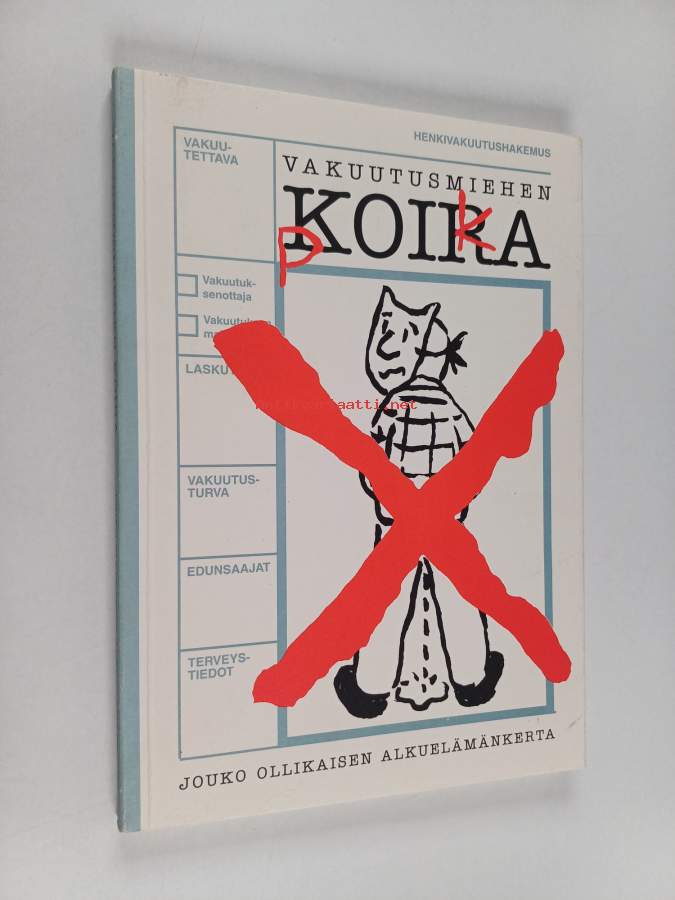 HENKIVAKUUTUSHAKEMUS
VAKUU-
TETTAVA
VAKUUTUSMIEHEN
KOIRA
p k
Vakuutuk-
senottaja
LASKU
VAKUUTUS-
TURVA
EDUNSAAJAT
TERVEYS-
TIEDOT
JOUKO OLLIKAISEN ALKUELÄMÄNKERTA